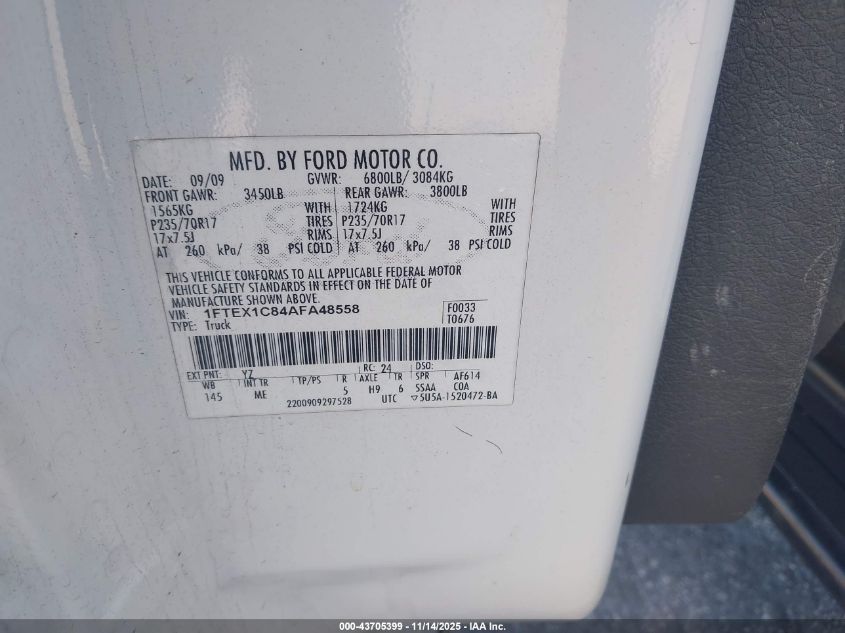 MFD. BY FORD MOTOR CO.
DATE: 09/09 GVWR: 6800LB/ 3084KG
FRONT GAWR: 3450LB REAR GAWR: 3800LB
1565KG WITH 1724KG WITH
P235/70R17 TIRES P235/70R17 TIRES
17x7.5J RIMS 17x7.5J RIMS
AT 260 kPa/ 38 PSI COLD AT 260 kPa/ 38 PSI COLD
THIS VEHICLE CONFORMS TO ALL APPLICABLE FEDERAL MOTOR
VEHICLE SAFETY STANDARDS IN EFFECT ON THE DATE OF
MANUFACTURE SHOWN ABOVE.
VIN: 1FTEX1C84AFA48558 F0033
TYPE: Truck T0676
EXT PNT: YZ RC: 24 DSO:
WB INT TR TP/PS R AXLE TR SPR AF614
145 ME 5 H9 6 SSAA COA
2200909297528 UTC ▽5U5A-1520472-BA
000-43705399 - 11/14/2025 - IAA Inc.